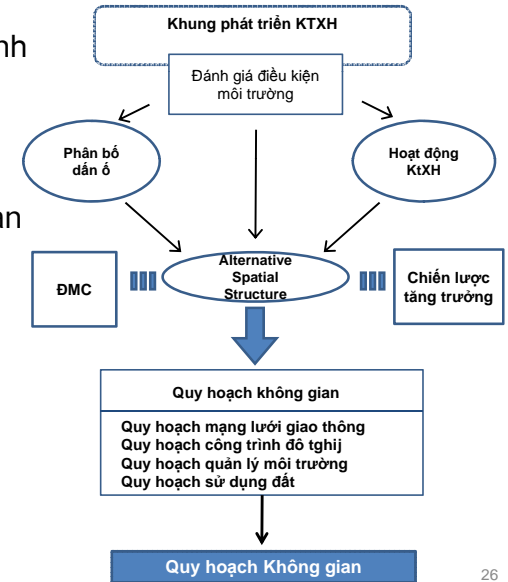 Khung phát triển KTXH
nh
Đánh giá điều kiện
môi trường
Phân bố
dấn ố
Hoạt động
KtXH
an
Alternative
Spatial
Structure
ĐMC
Chiến lược
tăng trưởng
Quy hoạch không gian
Quy hoạch mạng lưới giao thông
Quy hoạch công trình đô tghij
Quy hoạch quản lý môi trường
Quy hoạch sử dụng đất
Quy hoạch Không gian
26